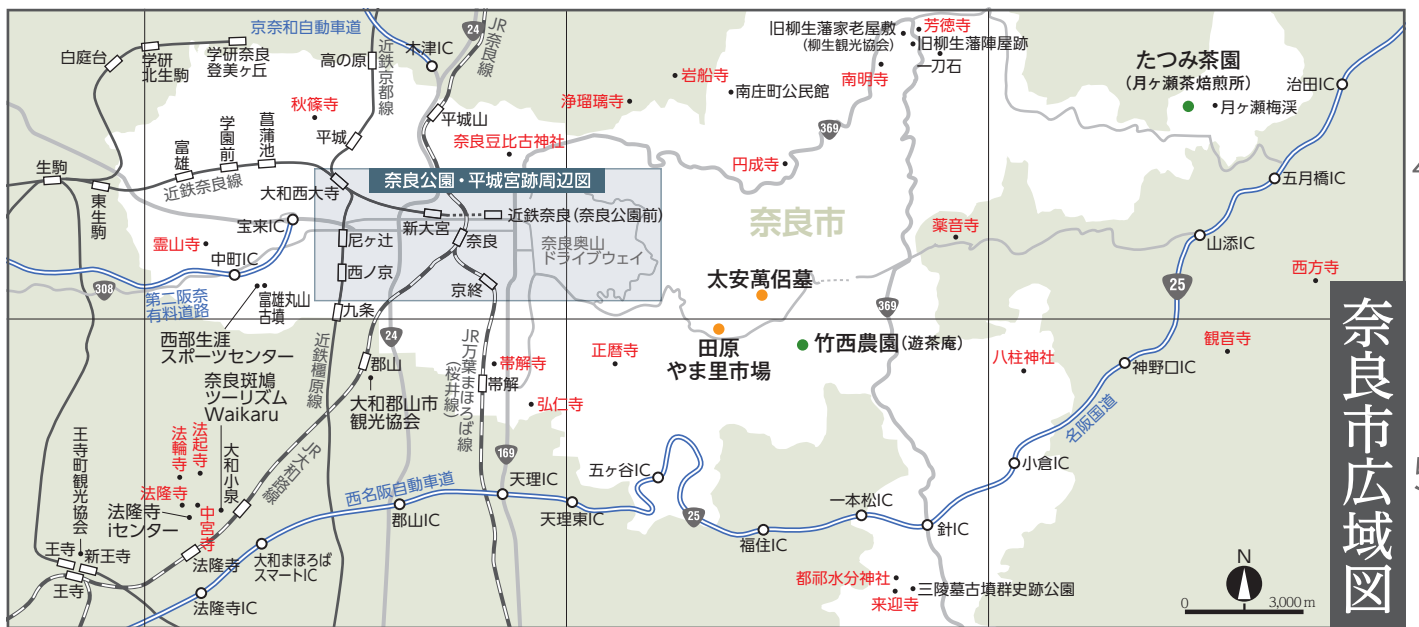 奈良市広域図
京奈和自動車道
24
JR奈良線
木津IC
近鉄京都線
高の原
学研奈良
登美ヶ丘
学研
北生駒
白庭台
秋篠寺
平城
平城山
奈良豆比古神社
浄瑠璃寺
岩船寺
南庄町公民館
旧柳生藩家老屋敷
(柳生観光協会)
芳徳寺
旧柳生藩陣屋跡
一刀石
南明寺
369
円成寺
たつみ茶園
(月ヶ瀬茶焙煎所)
月ヶ瀬梅渓
治田IC
五月橋IC
山添IC
生駒
東生駒
富雄
学園前
菖蒲池
近鉄奈良線
大和西大寺
奈良公園・平城宮跡周辺図
近鉄奈良(奈良公園前)
新大宮
奈良
奈良奥山
ドライブウェイ
宝来IC
尼ヶ辻
霊山寺
中町IC
西ノ京
京終
308
第二阪奈
有料道路
富雄丸山
古墳
九条
奈良市
薬音寺
西方寺
太安萬侶墓
25
369
4
西部生涯
スポーツセンター
24
近鉄橿原線
郡山
JR万葉まほろば線
(桜井線)
帯解寺
帯解
正暦寺
弘仁寺
田原
やま里市場
竹西農園(遊茶庵)
八柱神社
観音寺
神野口IC
名阪国道
奈良斑鳩
ツーリズム
Waikaru
大和郡山市
観光協会
法輪寺
法起寺
大和小泉
JR大和路線
王寺町観光協会
法隆寺
法隆寺
iセンター
中宮寺
西名阪自動車道
169
天理IC
五ヶ谷IC
小倉IC
5
郡山IC
天理東IC
25
一本松IC
福住IC
針IC
王寺
新王寺
王寺
法隆寺
大和まほろば
スマートIC
法隆寺IC
都祁水分神社
来迎寺
三陵墓古墳群史跡公園
N
0
3,000m